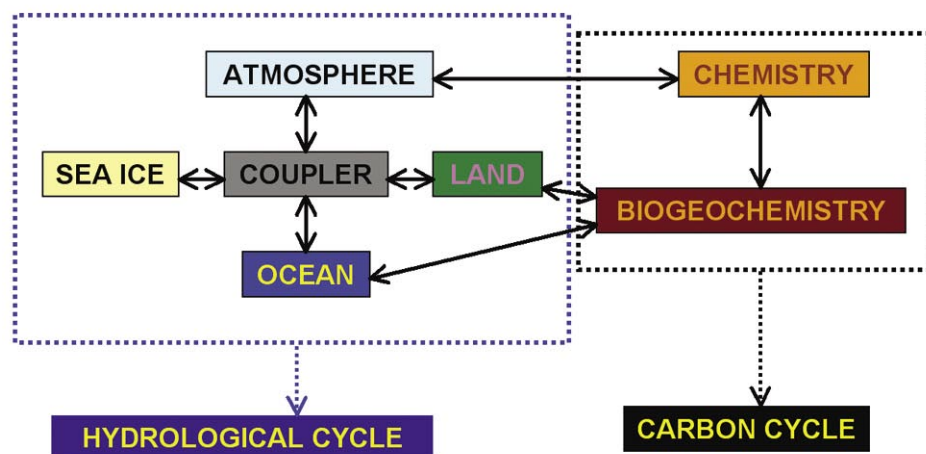 ATMOSPHERE
CHEMISTRY
SEA ICE
COUPLER
LAND
BIOGEOCHEMISTRY
OCEAN
HYDROLOGICAL CYCLE
CARBON CYCLE